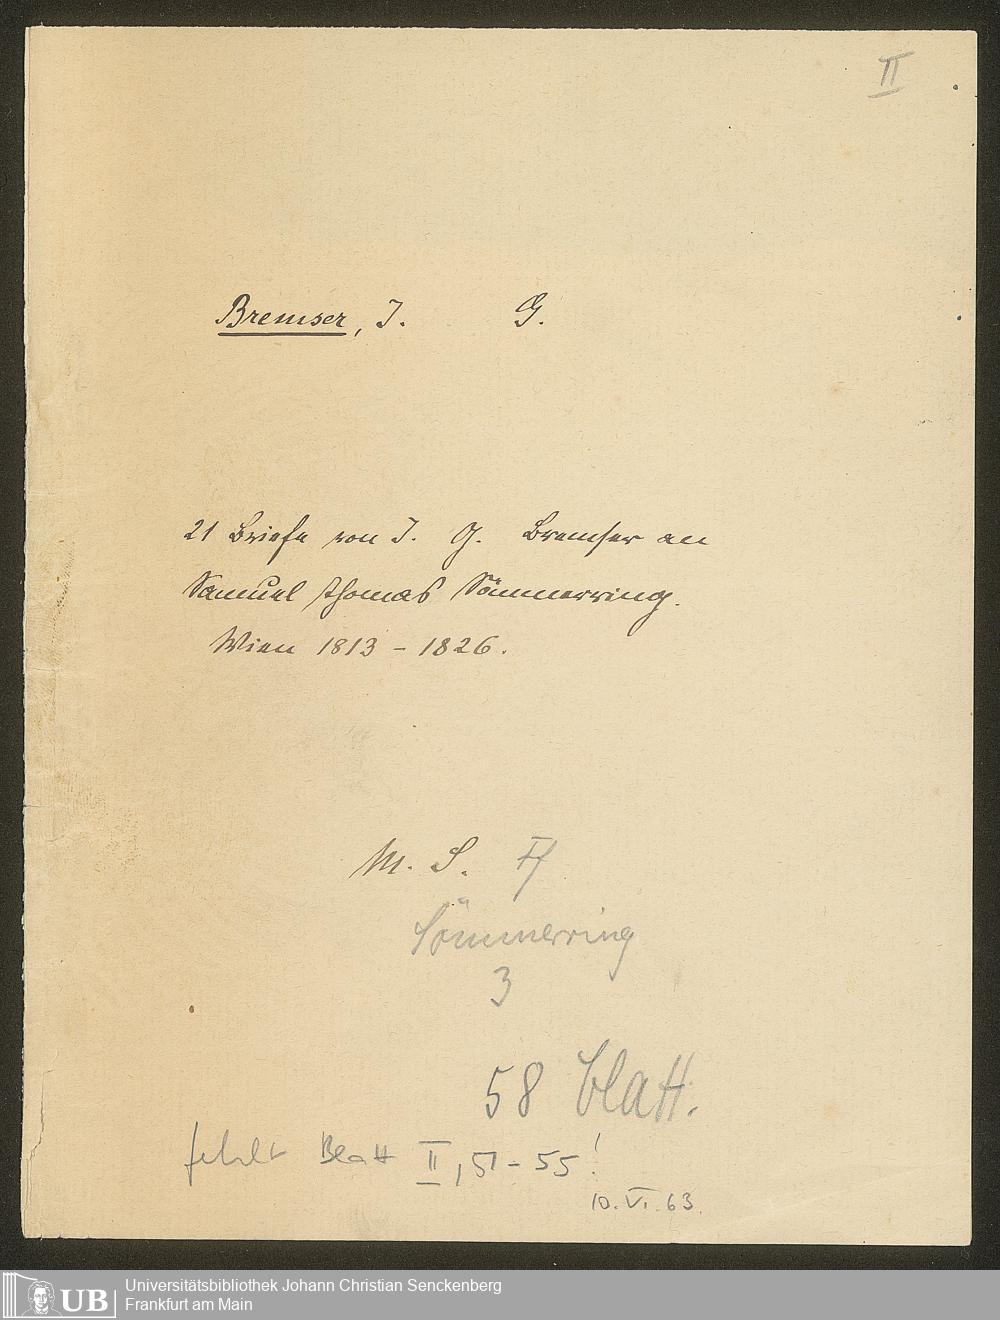 II
Bremser, J. G.
21 Briefe von J. G. Bremser an
Samuel Thomas Sömmerring.
Wien 1813 - 1826.
M. S. Ff
Sömmerring
3
58 Blatt.
fehlt Blatt II, 51 - 55!
10. VI. 63.
UB
Universitätsbibliothek Johann Christian Senckenberg
Frankfurt am Main